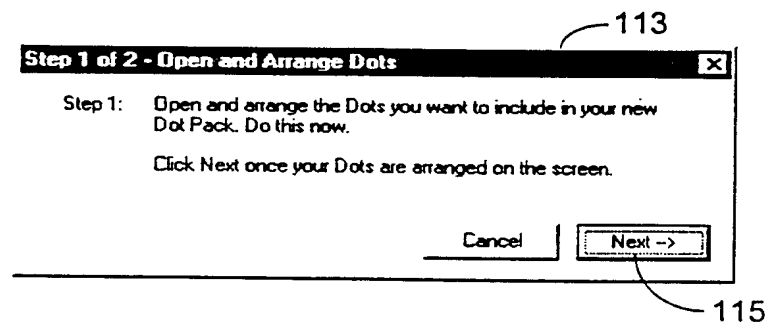 113
Step 1 of 2 - Open and Arrange Dots
Step 1: Open and arrange the Dots you want to include in your new
Dot Pack. Do this now.
Click Next once your Dots are arranged on the screen.
Cancel Next -->
115